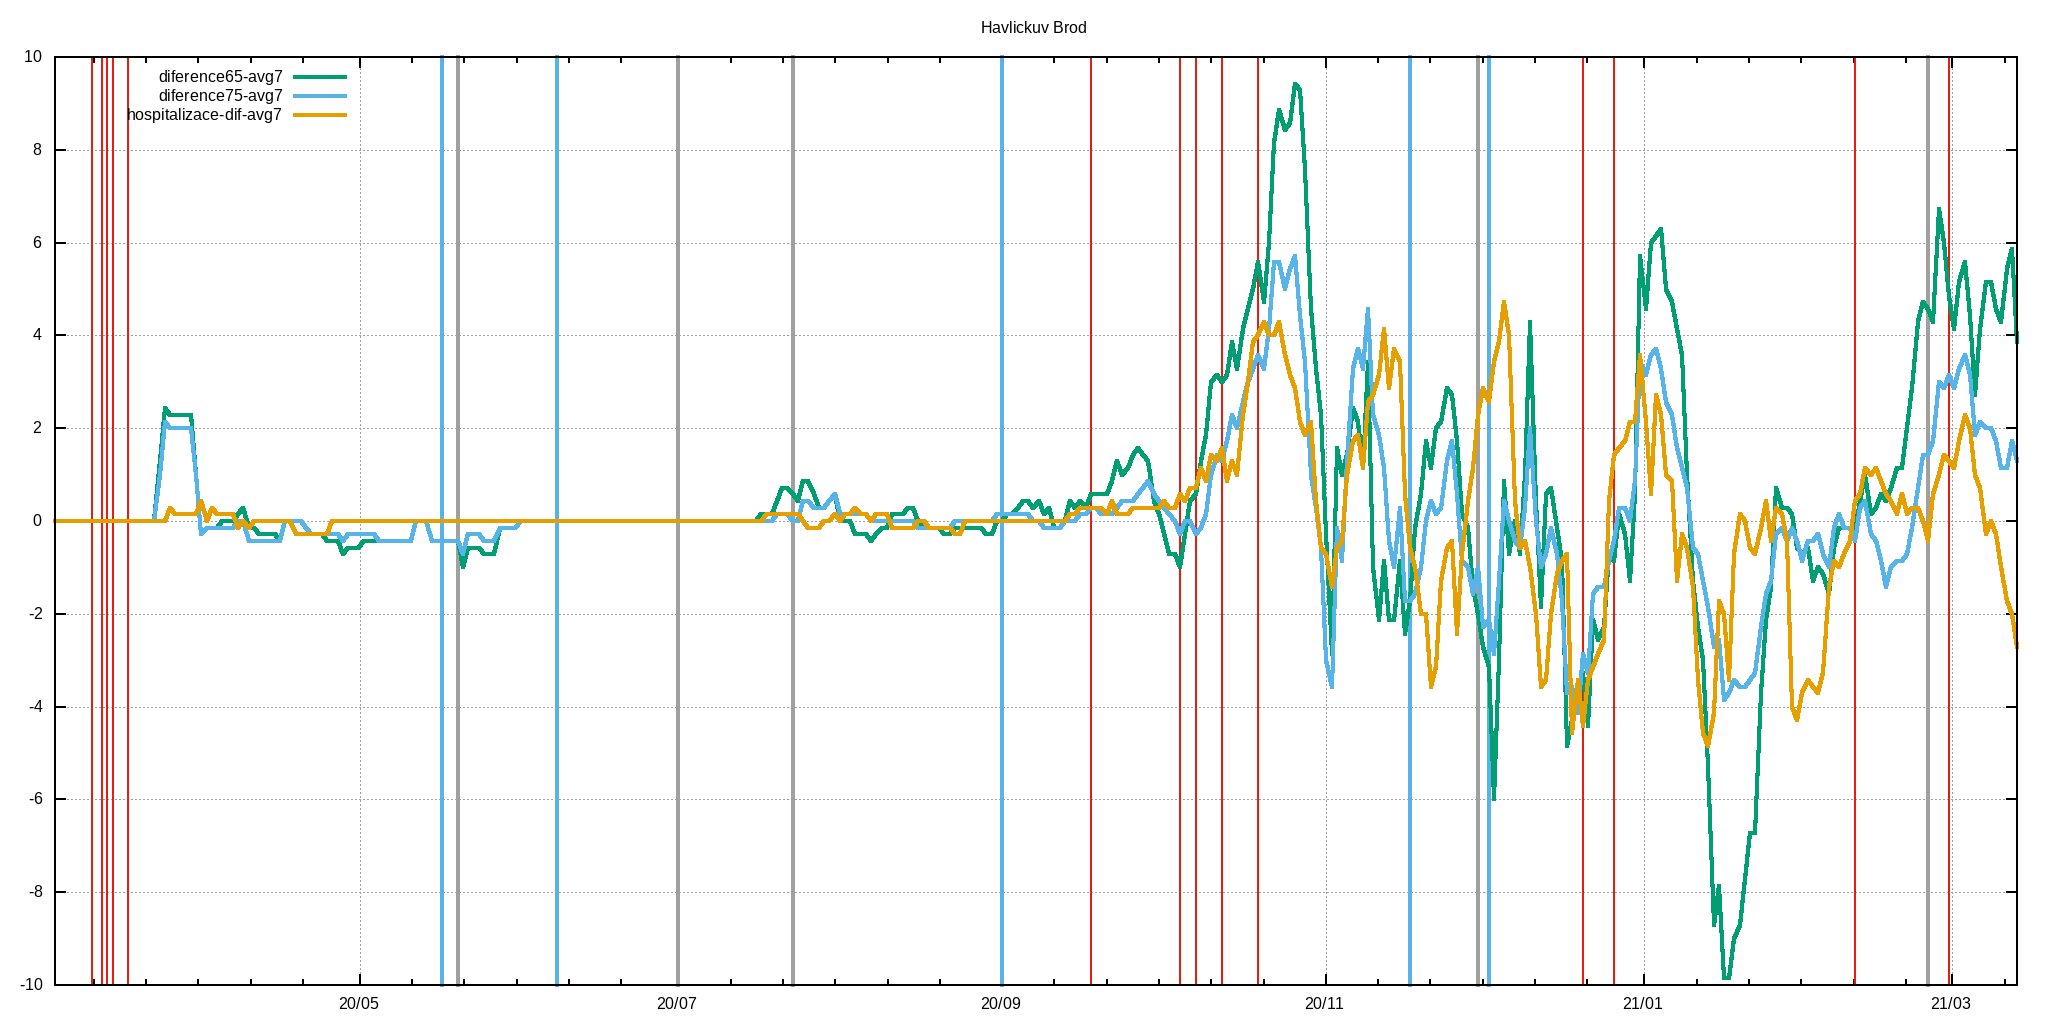 Havlickuv Brod
10
diference65-avg7
diference75-avg7
hospitalizace-dif-avg7
8
6
4
2
0
-2
-4
-6
-8
-10
20/05 20/07 20/09 20/11 21/01 21/03